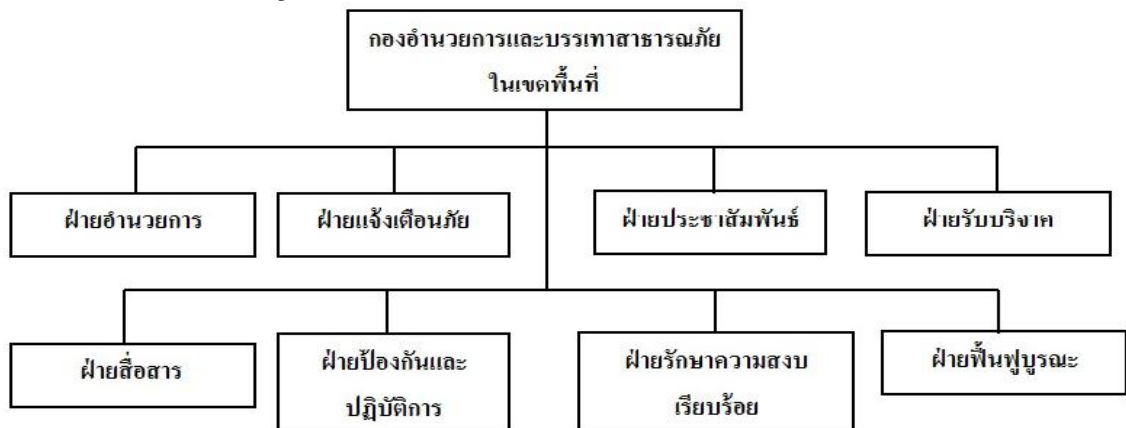 กองอำนวยการและบรรเทาสาธารณภัย
ในเขตพื้นที่
ฝ่ายอำนวยการ
ฝ่ายแจ้งเตือนภัย
ฝ่ายประชาสัมพันธ์
ฝ่ายรับบริจาค
ฝ่ายสื่อสาร
ฝ่ายป้องกันและ
ปฏิบัติการ
ฝ่ายรักษาความสงบ
เรียบร้อย
ฝ่ายฟื้นฟูบูรณะ